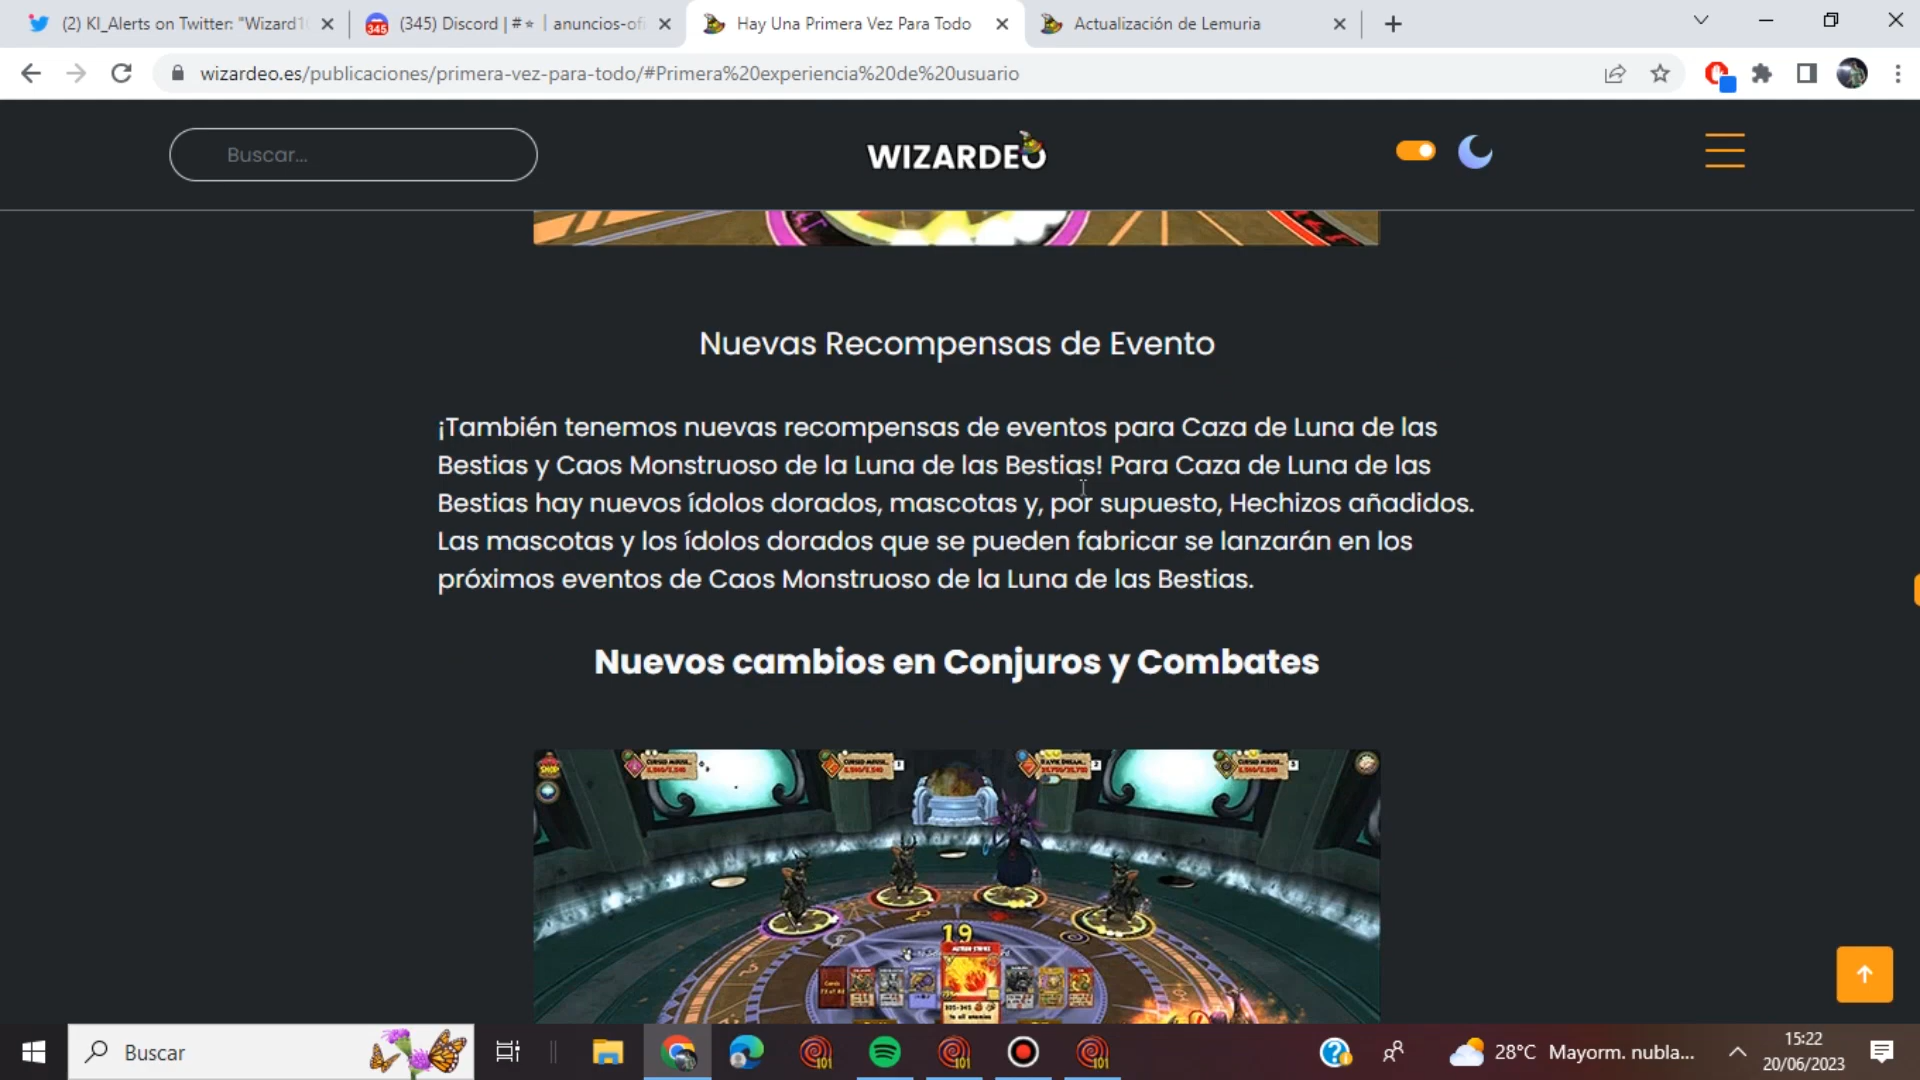 (2) KI_Alerts on Twitter: "Wizard1
(345) Discord | #⭐ | anuncios-ofi
Hay Una Primera Vez Para Todo
Actualización de Lemuria
wizardeo.es/publicaciones/primera-vez-para-todo/#Primera%20experiencia%20de%20usuario
Buscar...
WIZARDEO
Nuevas Recompensas de Evento
¡También tenemos nuevas recompensas de eventos para Caza de Luna de las
Bestias y Caos Monstruoso de la Luna de las Bestias! Para Caza de Luna de las
Bestias hay nuevos ídolos dorados, mascotas y, por supuesto, Hechizos añadidos.
Las mascotas y los ídolos dorados que se pueden fabricar se lanzarán en los
próximos eventos de Caos Monstruoso de la Luna de las Bestias.
Nuevos cambios en Conjuros y Combates
SHOP
19
to all enemies
Buscar
28°C Mayorm. nubla...
15:22
20/06/2023